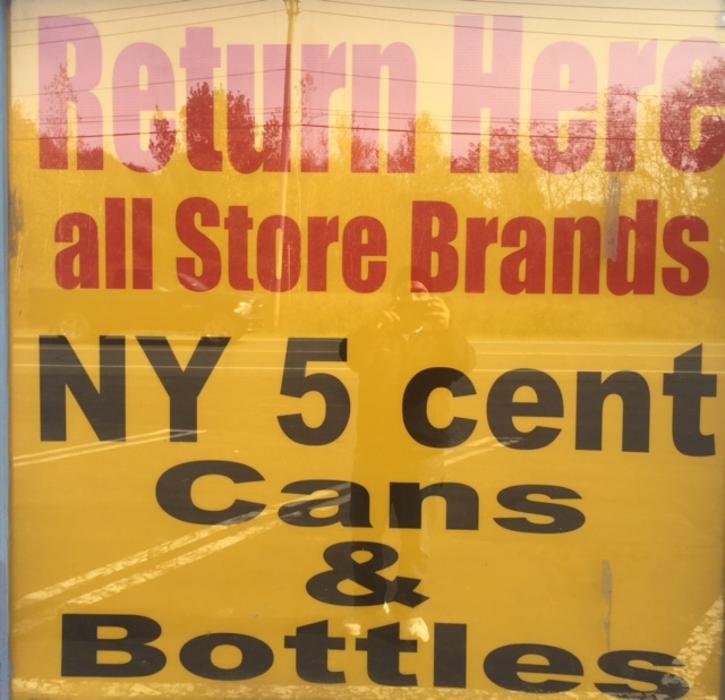 Return Here
all Store Brands
NY 5 cent
Cans
&
Bottles